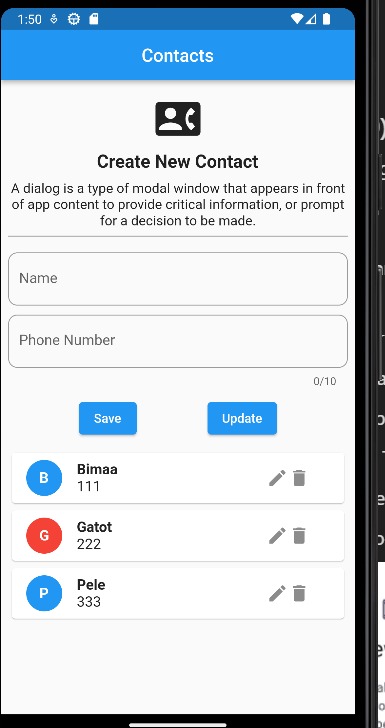 1:50
Contacts
Create New Contact
A dialog is a type of modal window that appears in front
of app content to provide critical information, or prompt
for a decision to be made.
Name
Phone Number
0/10
Save
Update
B
Bimaa
111
G
Gatot
222
P
Pele
333